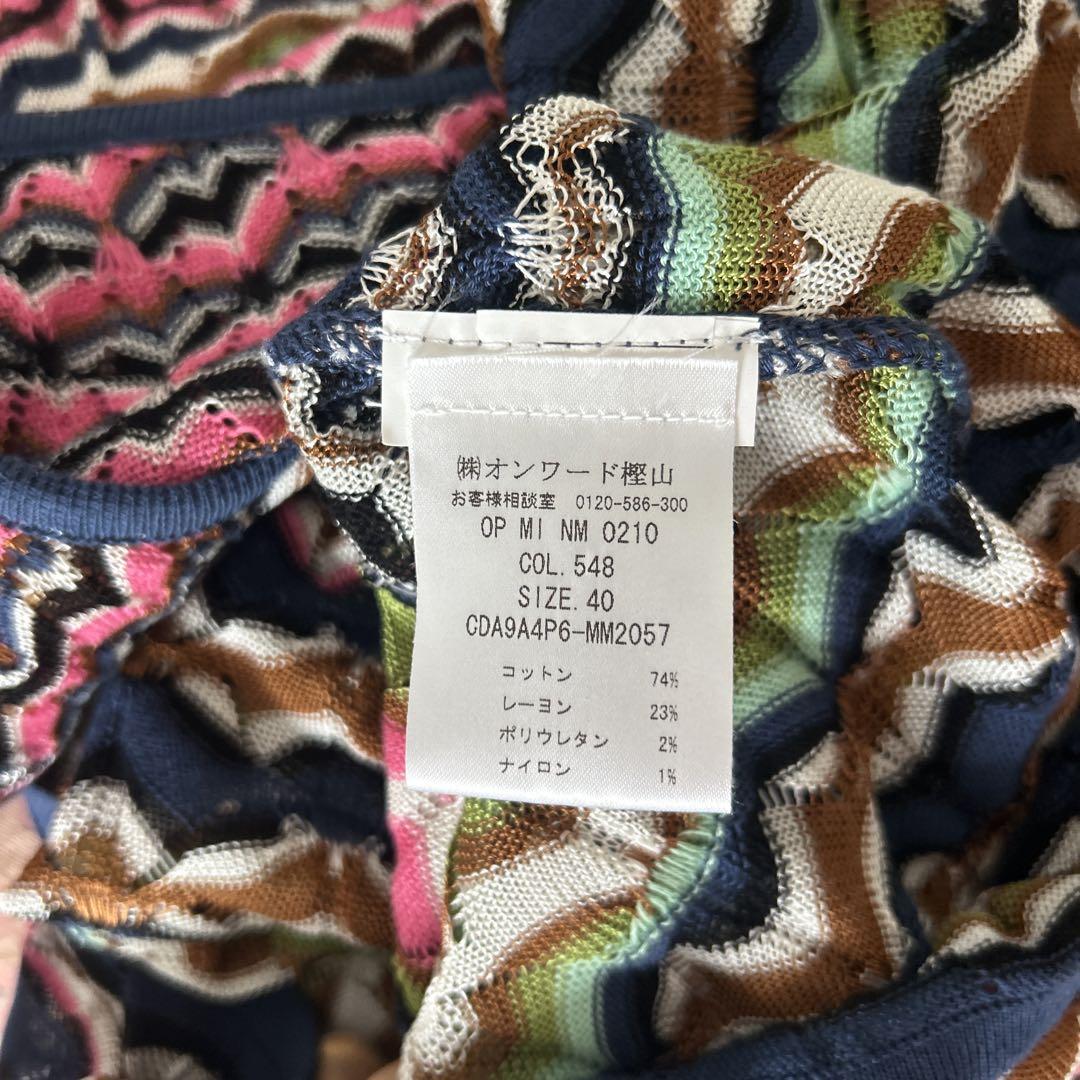 ㈱オンワード樫山
お客様相談室 0120-586-300
OP MI NM 0210
COL.548
SIZE.40
CDA9A4P6-MM2057
コットン 74%
レーヨン 23%
ポリウレタン 2%
ナイロン 1%